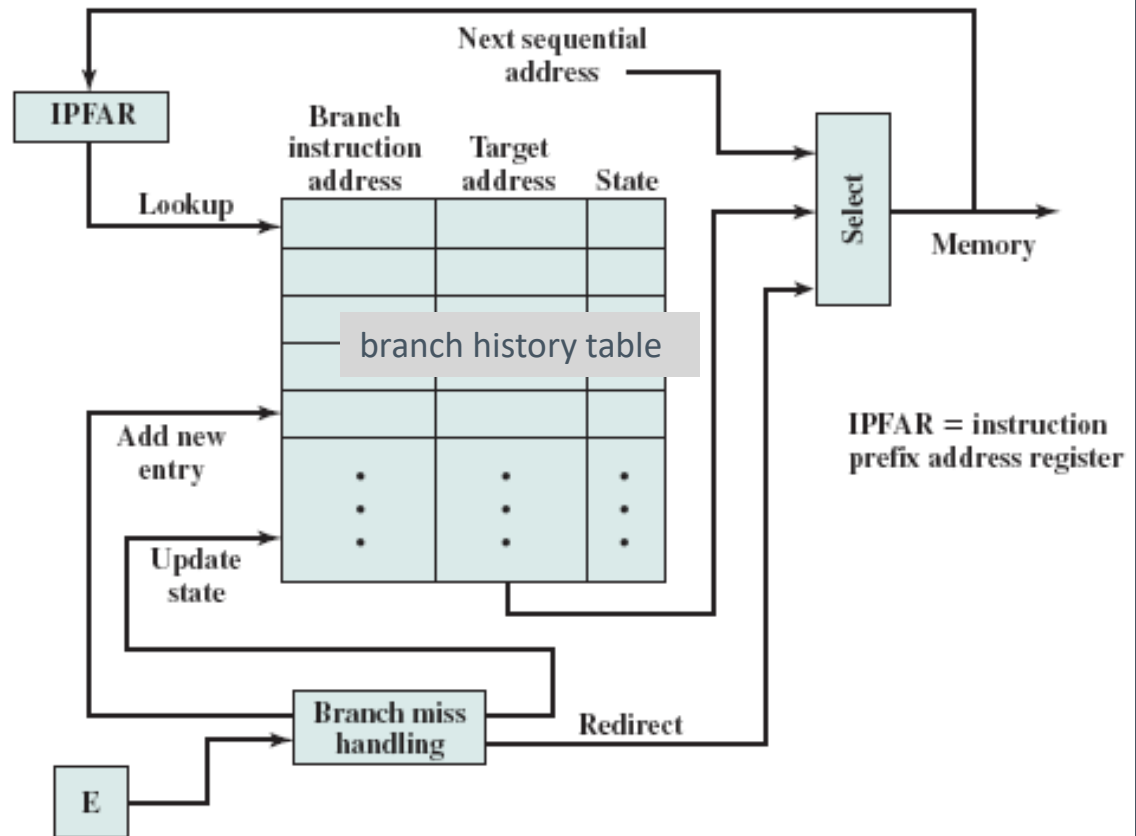 Next sequential
address
IPFAR
Branch
instruction
address
Target
address
State
Lookup
Select
Memory
branch history table
Add new
entry
IPFAR = instruction
prefix address register
Update
state
Branch miss
handling
Redirect
E